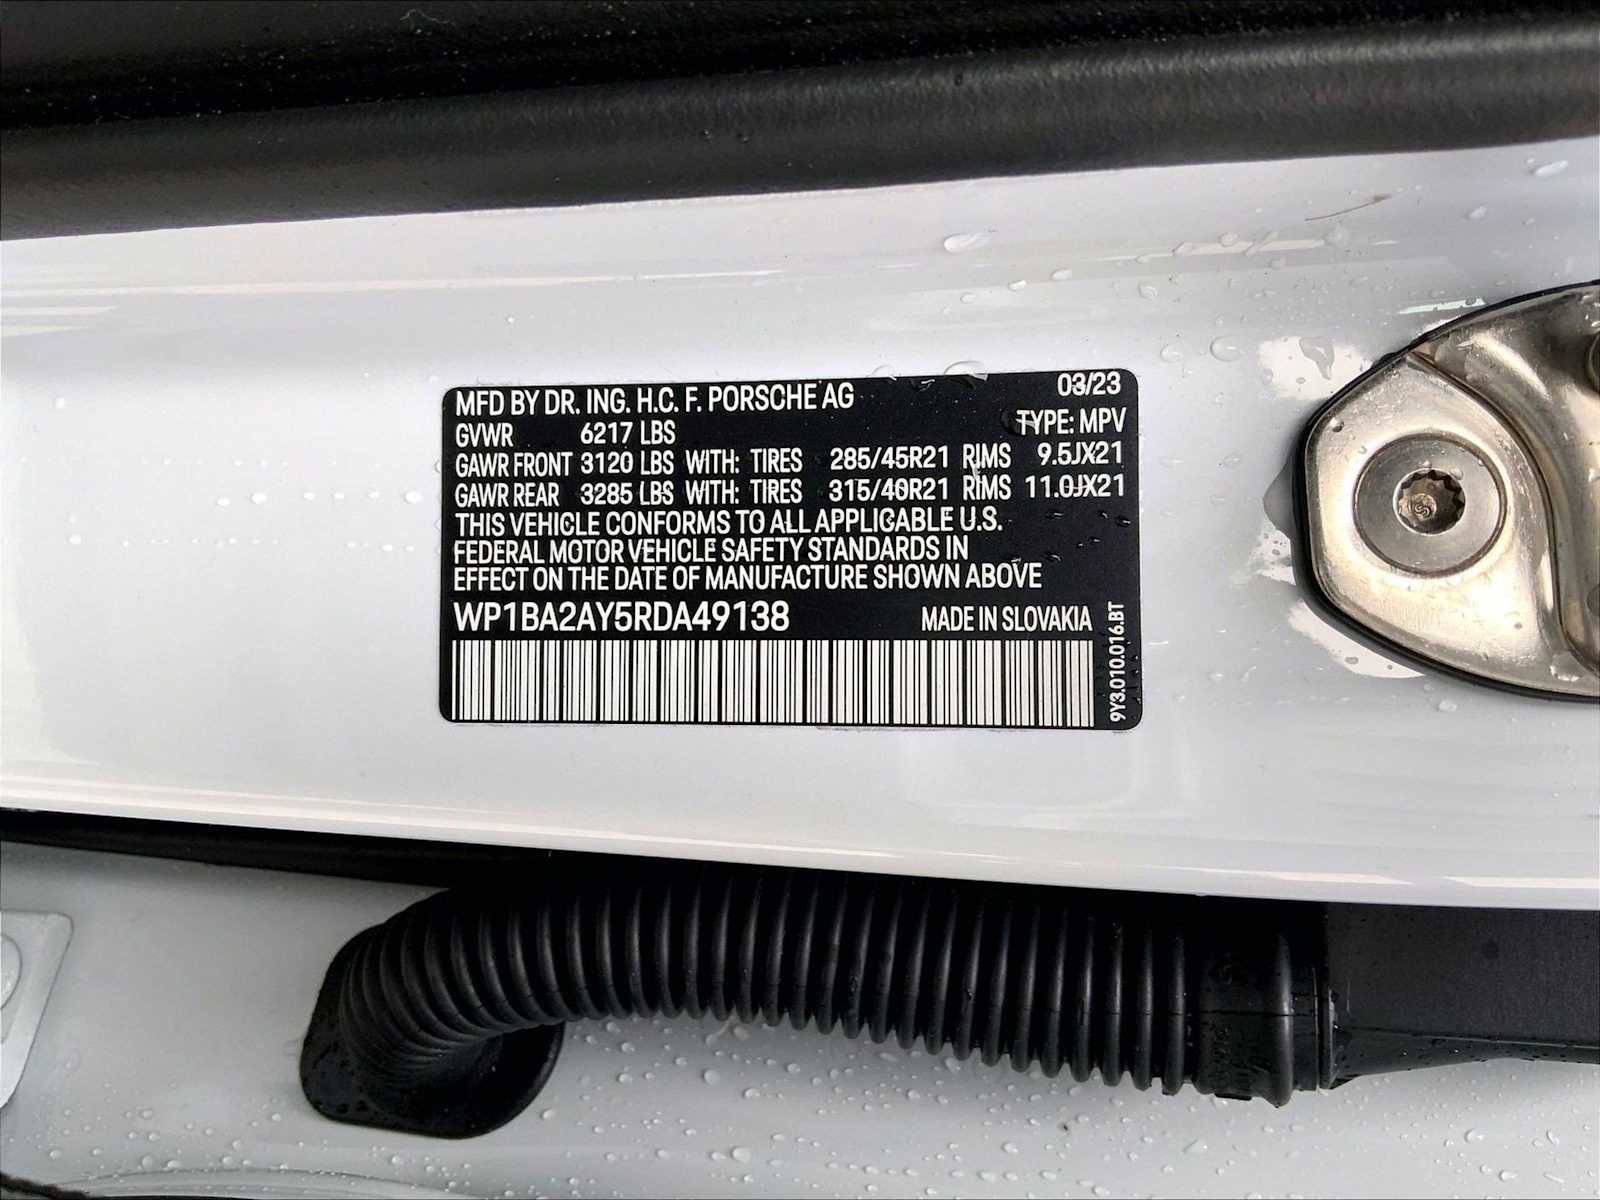 MFD BY DR. ING. H.C. F. PORSCHE AG 03/23
GVWR 6217 LBS TYPE: MPV
GAWR FRONT 3120 LBS WITH: TIRES 285/45R21 RIMS 9.5JX21
GAWR REAR 3285 LBS WITH: TIRES 315/40R21 RIMS 11.0JX21
THIS VEHICLE CONFORMS TO ALL APPLICABLE U.S.
FEDERAL MOTOR VEHICLE SAFETY STANDARDS IN
EFFECT ON THE DATE OF MANUFACTURE SHOWN ABOVE
WP1BA2AY5RDA49138 MADE IN SLOVAKIA
9Y3.010.016.BT